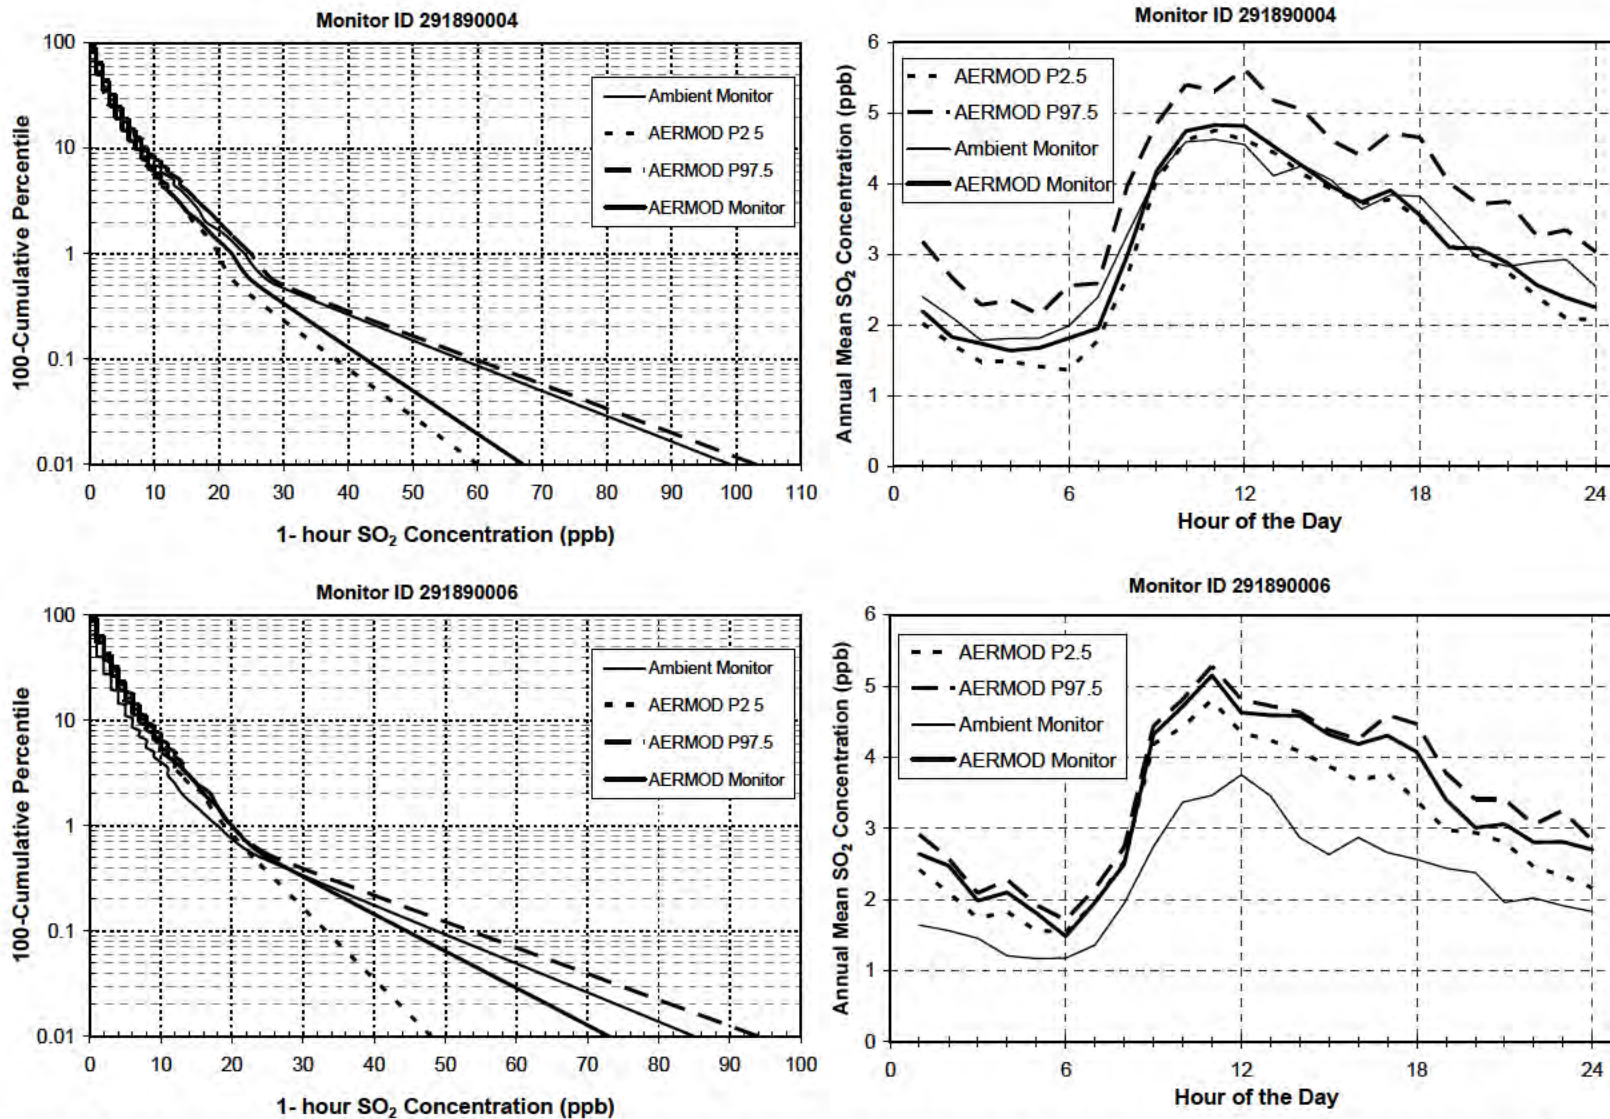 Monitor ID 291890004
100-Cumulative Percentile
100
10
1
0.1
0.01
Ambient Monitor
AERMOD P2 5
AERMOD P97.5
AERMOD Monitor
0 10 20 30 40 50 60 70 80 90 100 110
1- hour SO₂ Concentration (ppb)
Monitor ID 291890004
Annual Mean SO₂ Concentration (ppb)
6
5
4
3
2
1
0
AERMOD P2.5
AERMOD P97.5
Ambient Monitor
AERMOD Monitor
0 6 12 18 24
Hour of the Day
Monitor ID 291890006
100-Cumulative Percentile
100
10
1
0.1
0.01
Ambient Monitor
AERMOD P2 5
AERMOD P97.5
AERMOD Monitor
0 10 20 30 40 50 60 70 80 90 100
1- hour SO₂ Concentration (ppb)
Monitor ID 291890006
Annual Mean SO₂ Concentration (ppb)
6
5
4
3
2
1
0
AERMOD P2.5
AERMOD P97.5
Ambient Monitor
AERMOD Monitor
0 6 12 18 24
Hour of the Day